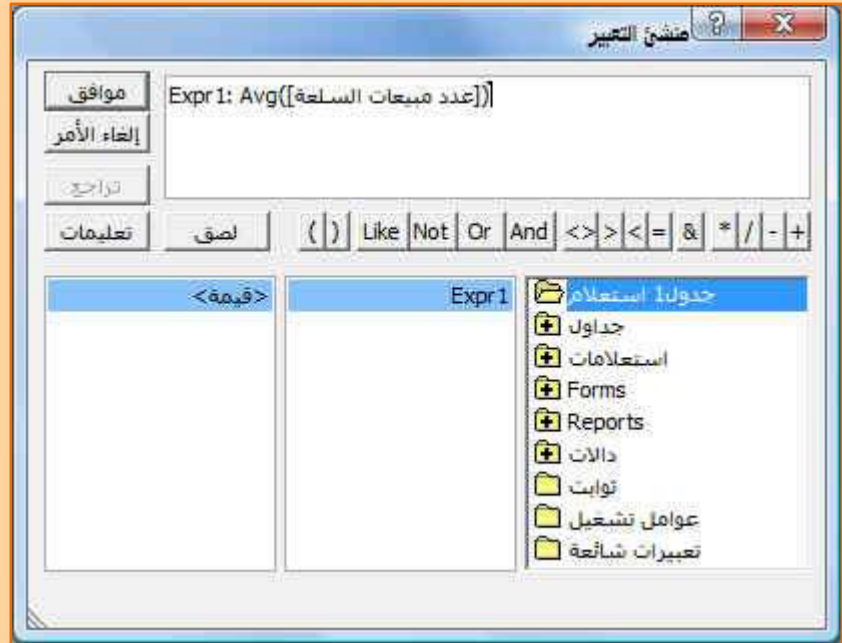 منشئ التعبير
Expr1: Avg([عدد مبيعات السلعة])
موافق
إلغاء الأمر
تراجع
تعليمات
لصق
( ) Like Not Or And <> > < = & * / - +
جدول1 استعلام
جداول
استعلامات
Forms
Reports
دالات
ثوابت
عوامل تشغيل
تعبيرات شائعة
Expr1
<قيمة>